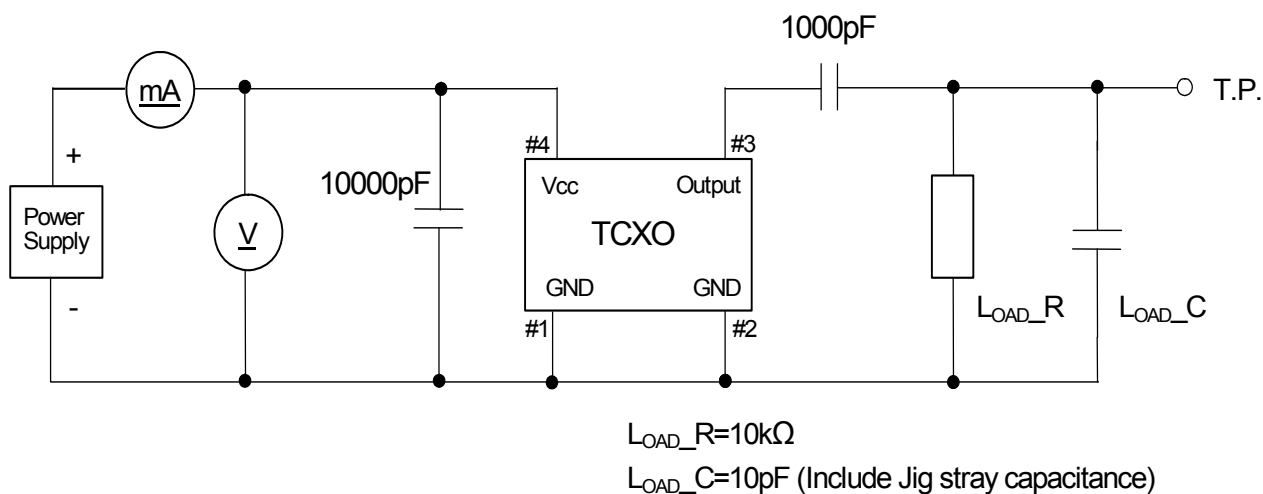 1000pF
mA
T.P.
+
#4
#3
10000pF
Vcc
Output
Power
Supply
V
TCXO
GND
GND
-
#1
#2
LOAD_R
LOAD_C
LOAD_R=10kΩ
LOAD_C=10pF (Include Jig stray capacitance)